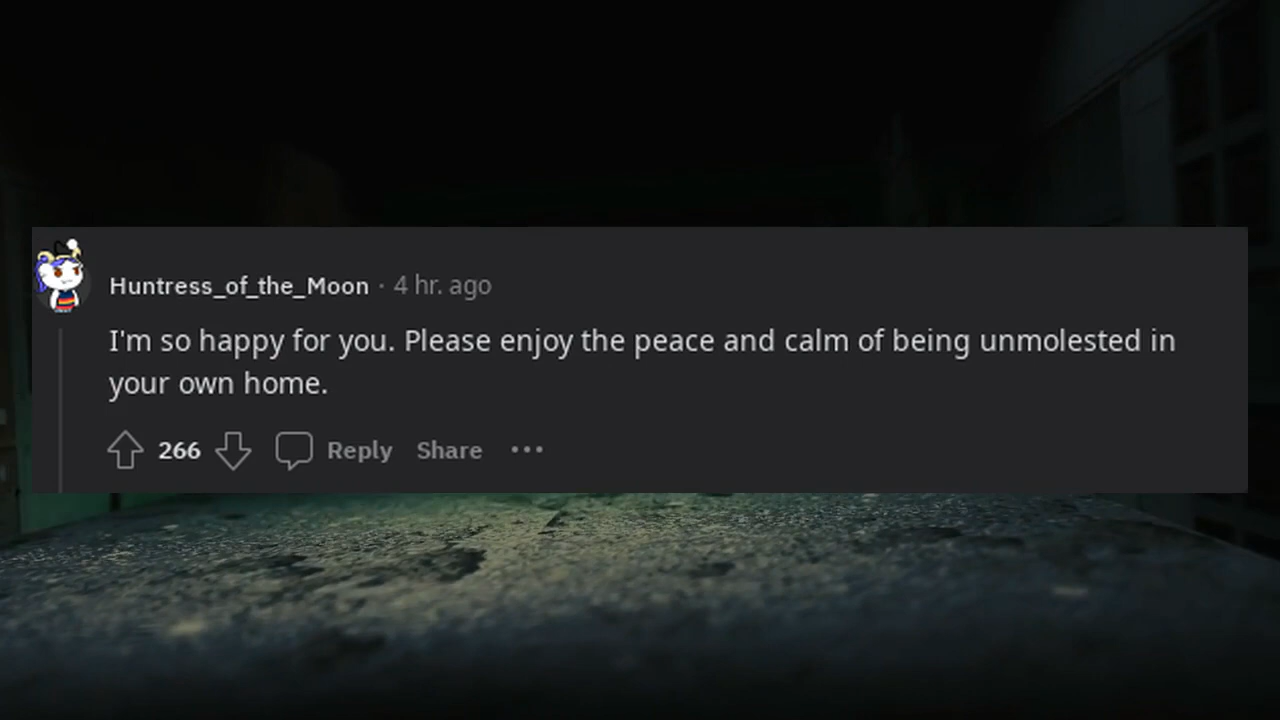 Huntress_of_the_Moon · 4 hr. ago
I'm so happy for you. Please enjoy the peace and calm of being unmolested in
your own home.
266 Reply Share •••